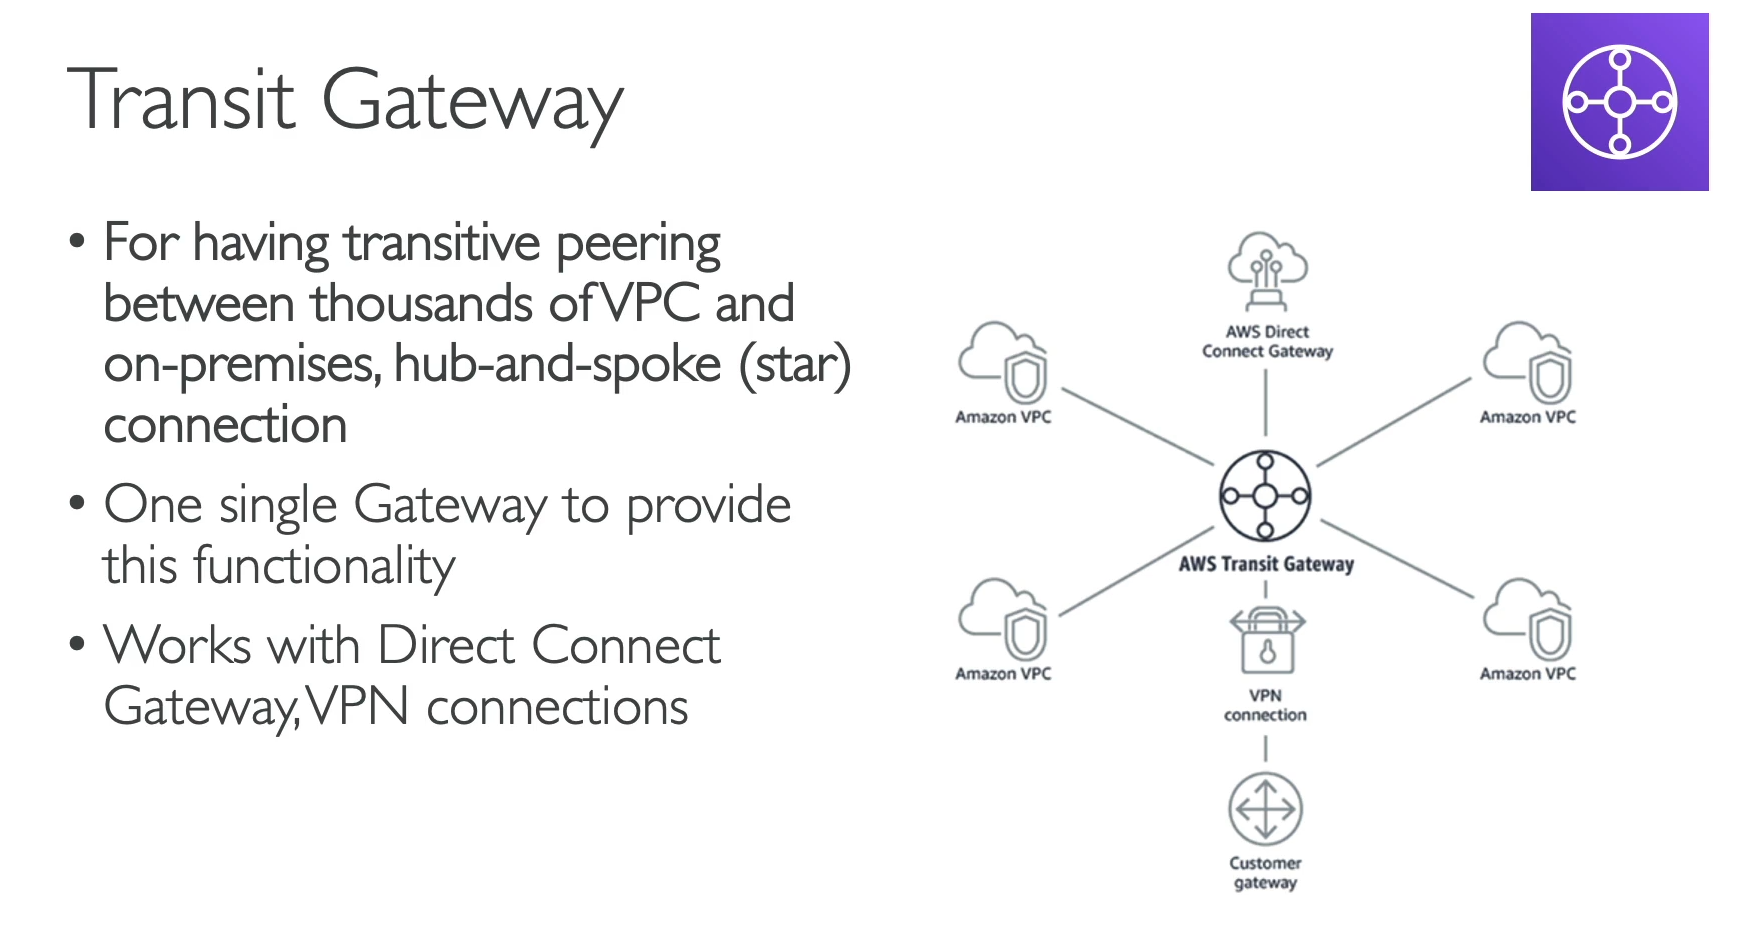 Transit Gateway
• For having transitive peering
between thousands of VPC and
on-premises, hub-and-spoke (star)
connection
• One single Gateway to provide
this functionality
• Works with Direct Connect
Gateway, VPN connections
AWS Direct
Connect Gateway
Amazon VPC
Amazon VPC
AWS Transit Gateway
Amazon VPC
Amazon VPC
VPN
connection
Customer
gateway